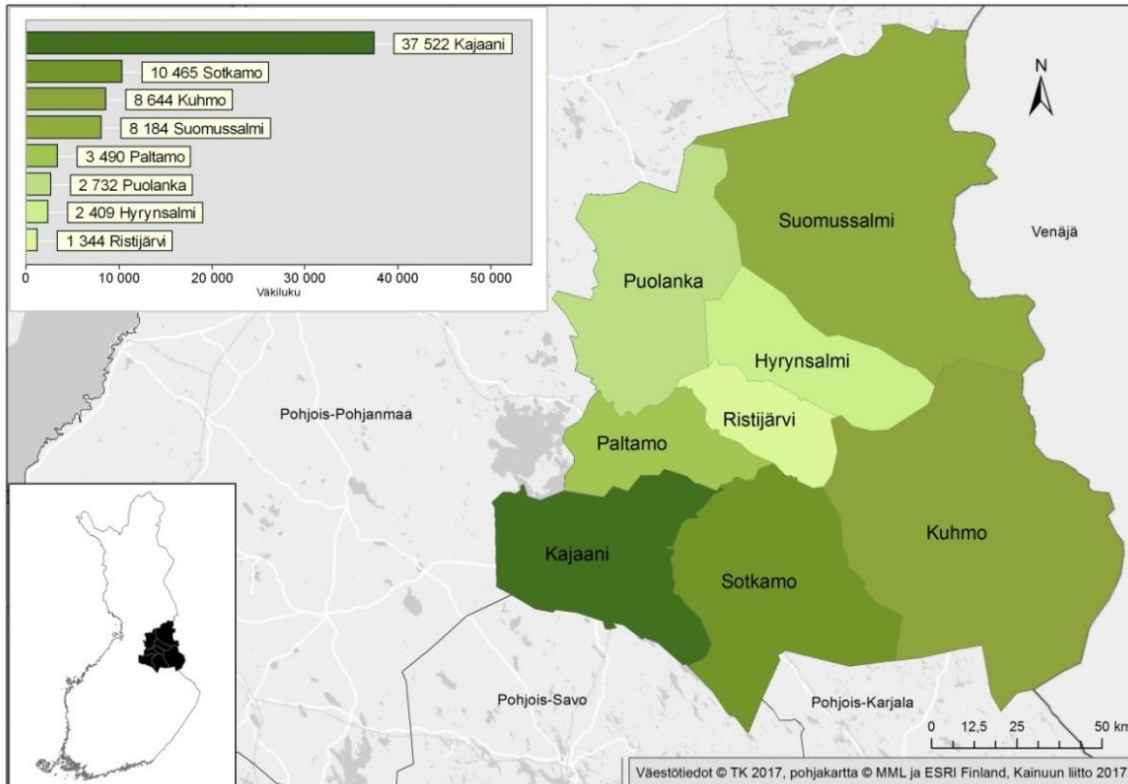 37 522 Kajaani
10 465 Sotkamo
8 644 Kuhmo
8 184 Suomussalmi
3 490 Paltamo
2 732 Puolanka
2 409 Hyrynsalmi
1 344 Ristijärvi
0 10 000 20 000 30 000 40 000 50 000
Väkiluku
N
Suomussalmi
Venäjä
Puolanka
Hyrynsalmi
Pohjois-Pohjanmaa
Ristijärvi
Paltamo
Kuhmo
Kajaani
Sotkamo
Pohjois-Savo
Pohjois-Karjala
0 12,5 25 50 km
Väestötiedot © TK 2017, pohjakartta © MML ja ESRI Finland, Kainuun liitto 2017